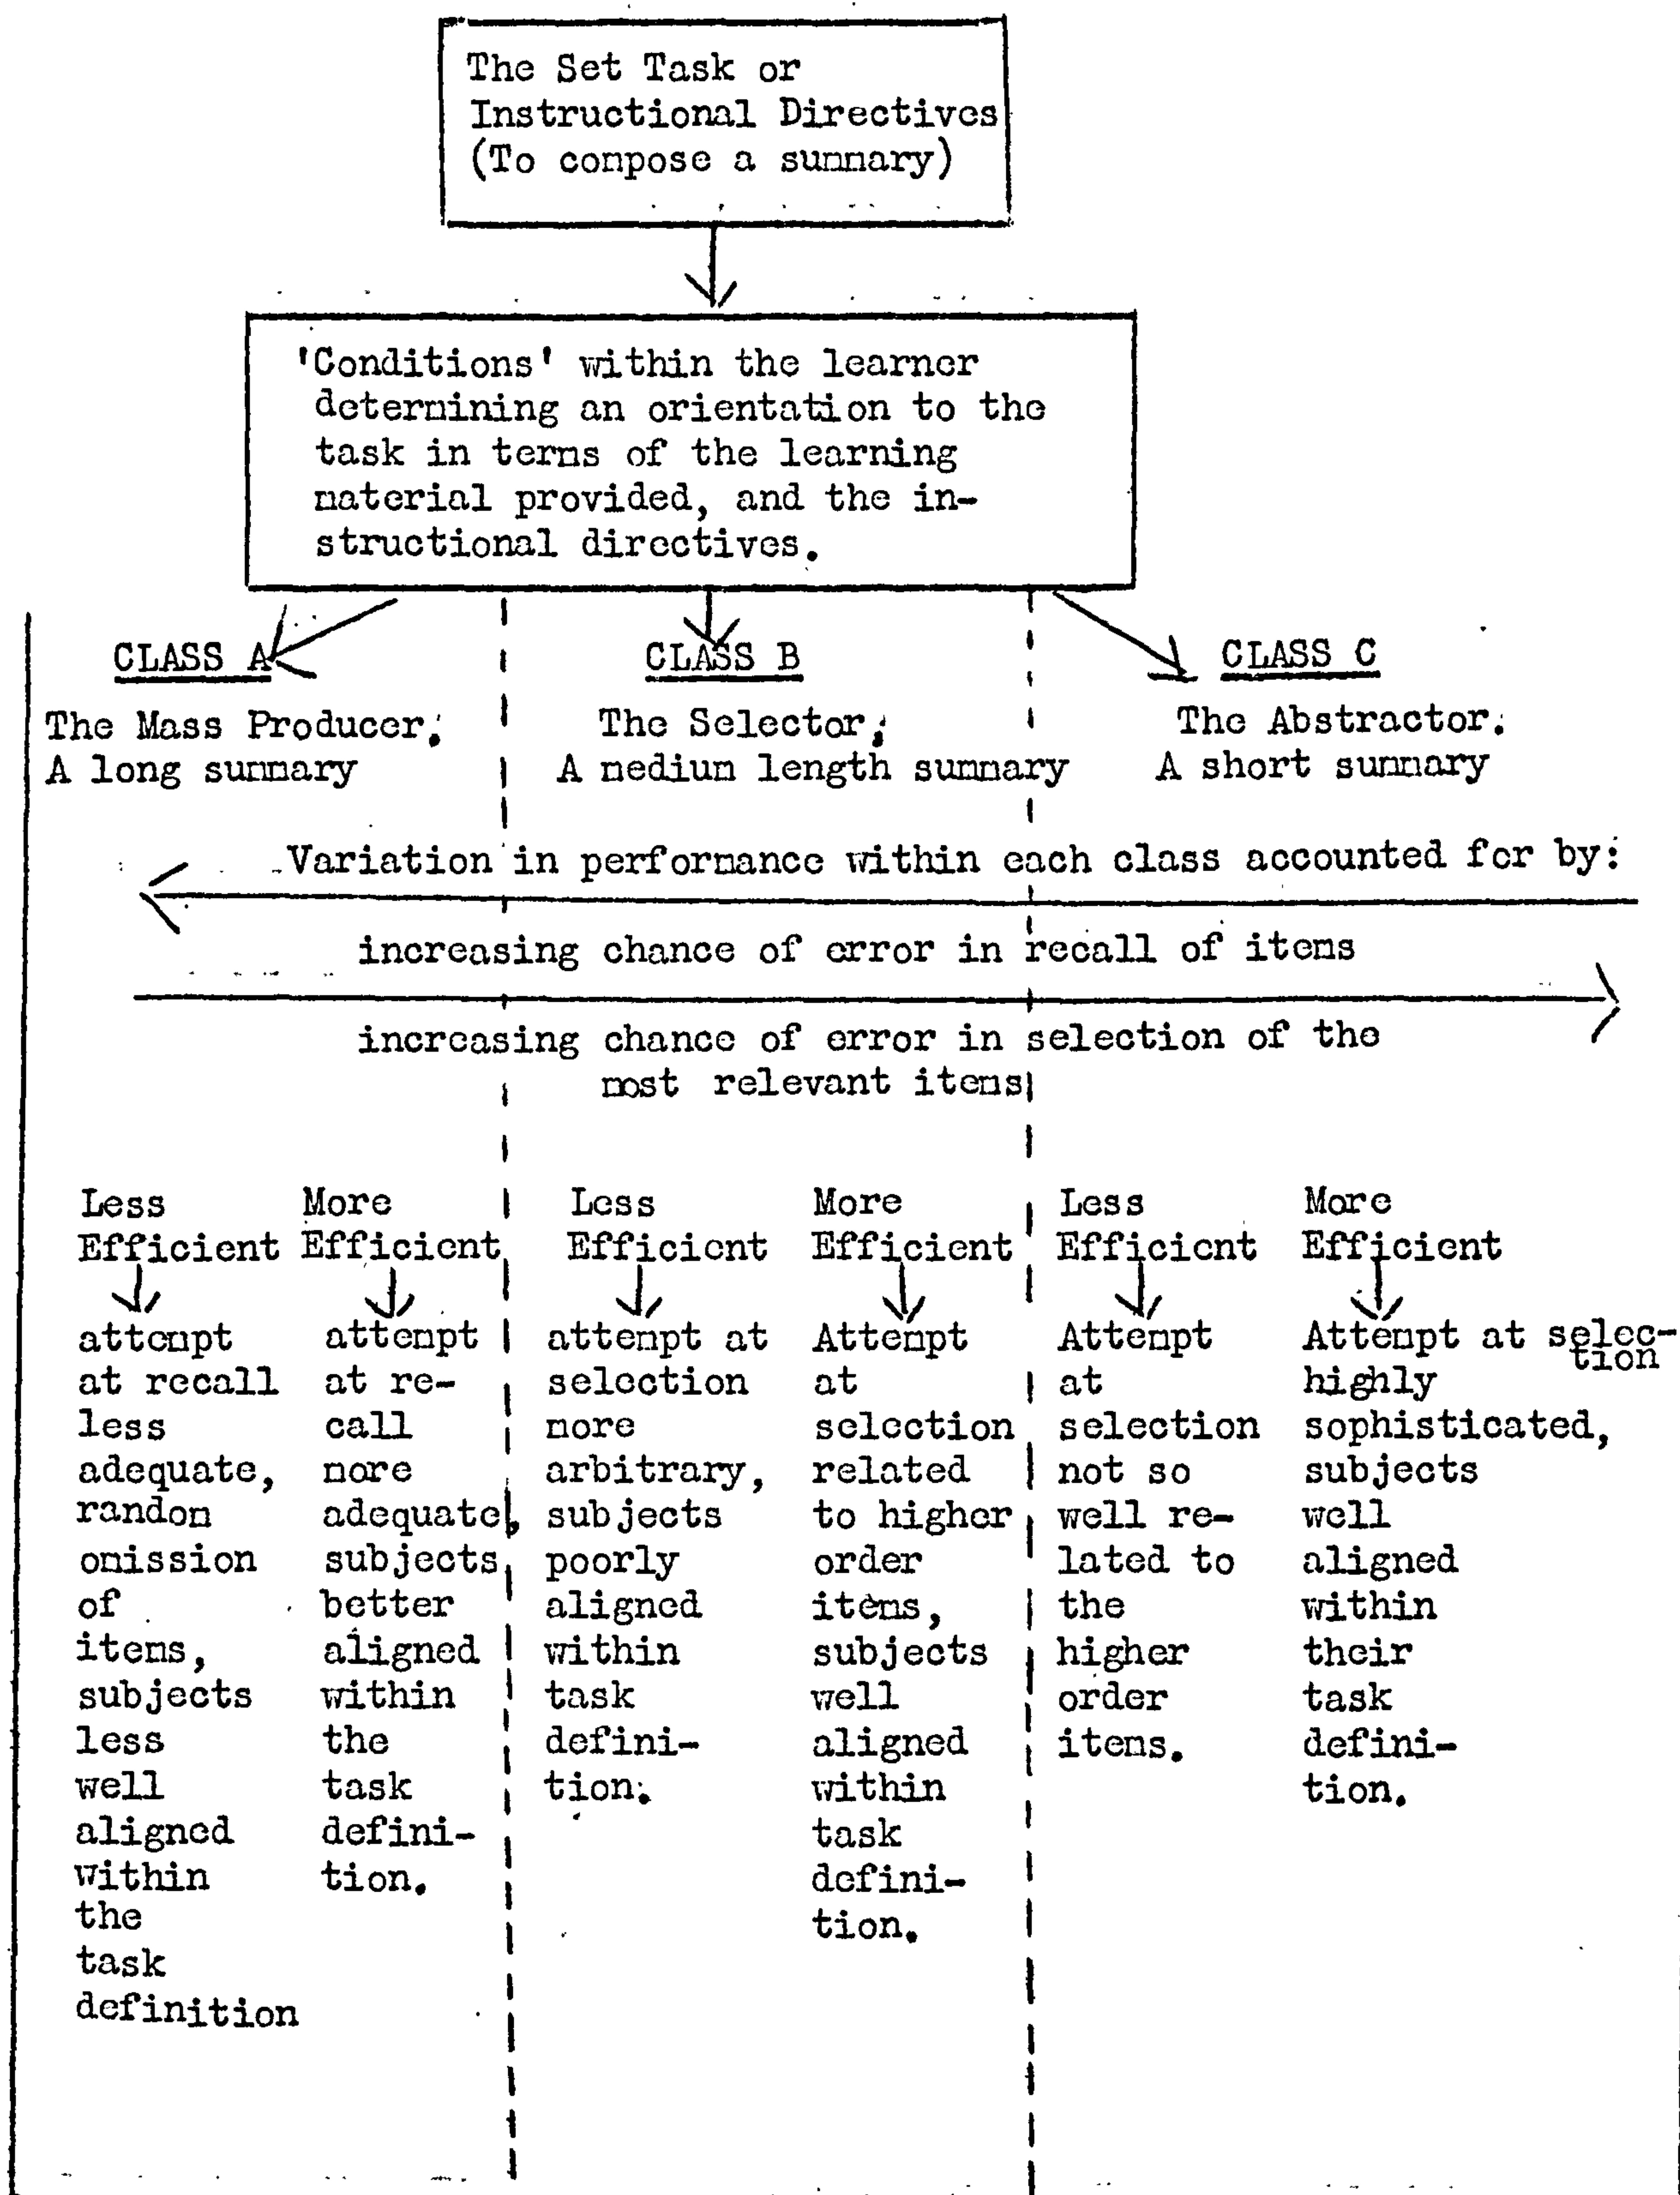 The Set Task or
Instructional Directives
(To compose a summary)
'Conditions' within the learner
determining an orientation to the
task in terms of the learning
material provided, and the in-
structional directives.
CLASS A
The Mass Producer.
A long summary
CLASS B
The Selector.
A medium length summary
CLASS C
The Abstractor.
A short summary
Variation in performance within each class accounted for by:
increasing chance of error in recall of items
increasing chance of error in selection of the
most relevant items
Less
Efficient
attempt
at recall
less
adequate,
random
omission
of
items,
subjects
less
well
aligned
within
the
task
definition
More
Efficient
attempt
at re-
call
more
adequate,
subjects
better
aligned
within
the
task
defini-
tion.
Less
Efficient
attempt at
selection
more
arbitrary,
subjects
poorly
aligned
within
task
defini-
tion.
More
Efficient
Attempt
at
selection
related
to higher
order
items,
subjects
well
aligned
within
task
defini-
tion.
Less
Efficient
Attempt
at
selection
not so
well re-
lated to
the
higher
order
items.
More
Efficient
Attempt at selec-
tion
highly
sophisticated,
subjects
well
aligned
within
their
task
defini-
tion.